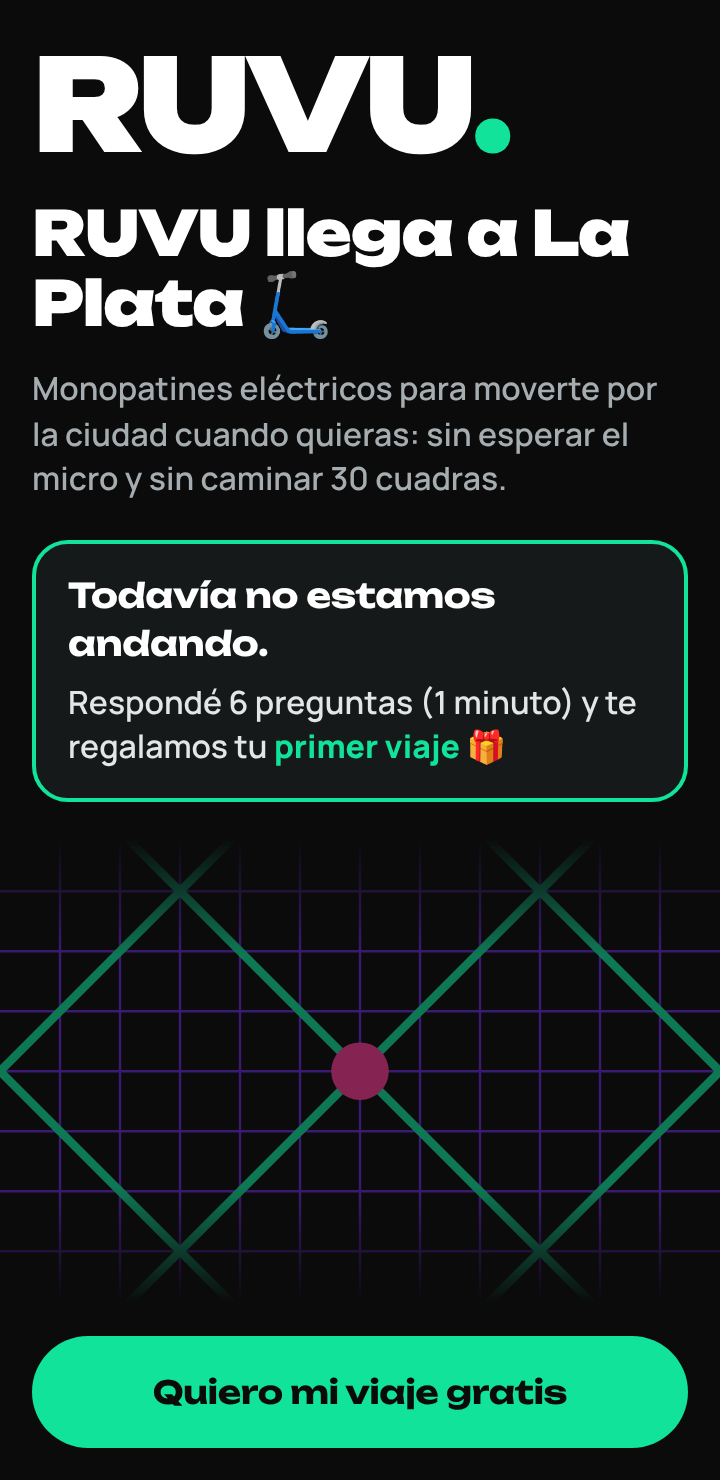 RUVU.
RUVU llega a La
Plata 🛴
Monopatines eléctricos para moverte por
la ciudad cuando quieras: sin esperar el
micro y sin caminar 30 cuadras.
Todavía no estamos
andando.
Respondé 6 preguntas (1 minuto) y te
regalamos tu primer viaje 🎁
Quiero mi viaje gratis